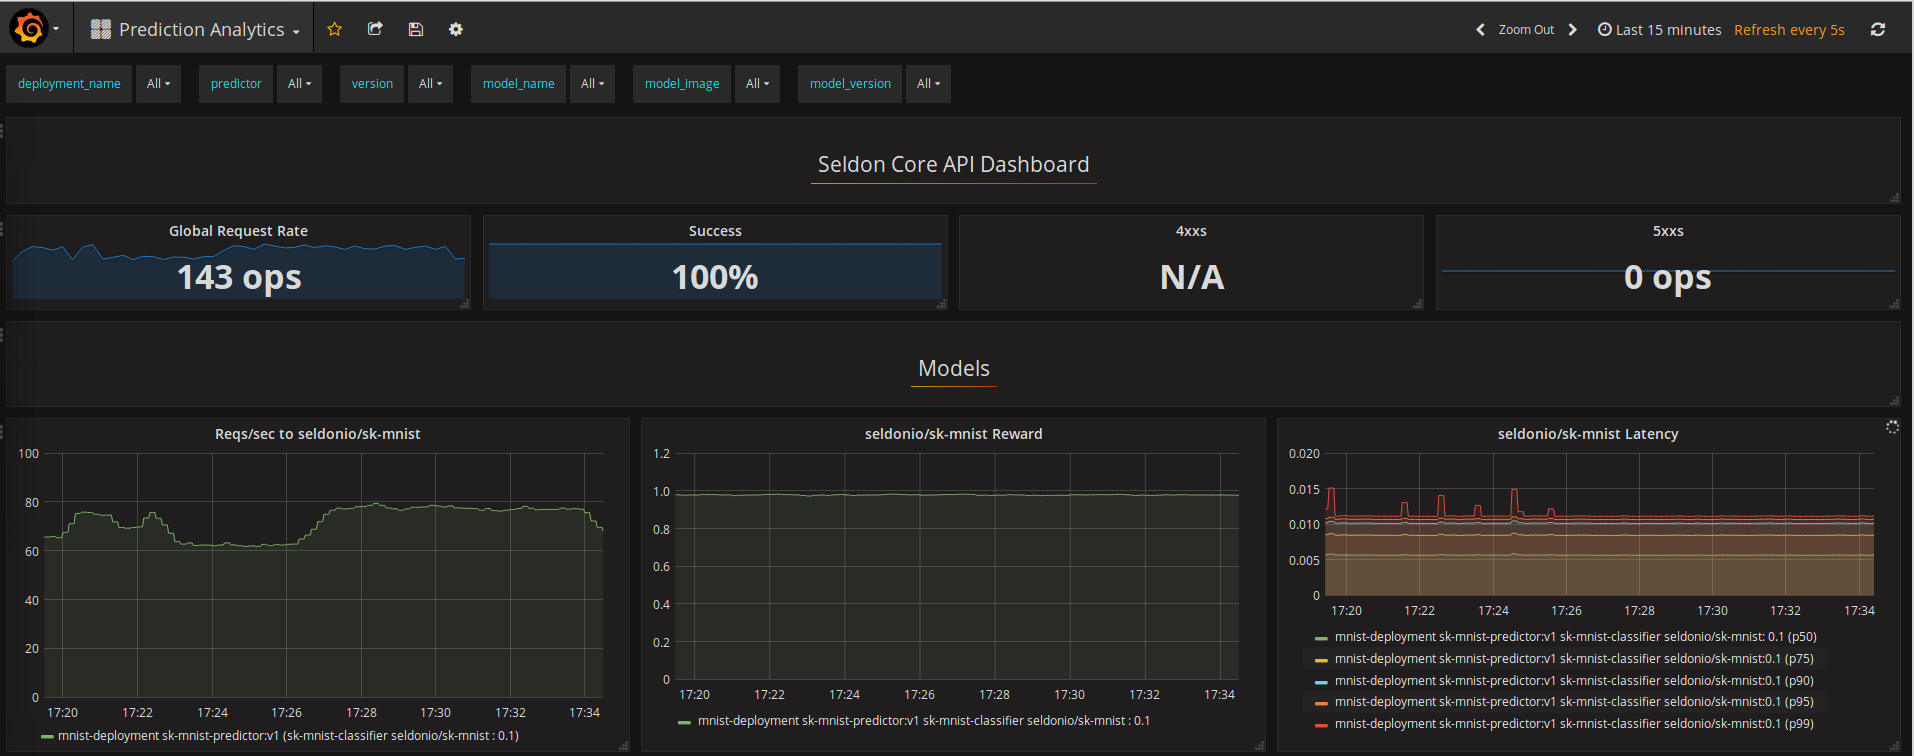 Prediction Analytics
Zoom Out
Last 15 minutes
Refresh every 5s
deployment_name All predictor All version All model_name All model_image All model_version All
Seldon Core API Dashboard
Global Request Rate
143 ops
Success
100%
4xxs
N/A
5xxs
0 ops
Models
Reqs/sec to seldonio/sk-mnist
100
80
60
40
20
0
17:20 17:22 17:24 17:26 17:28 17:30 17:32 17:34
mnist-deployment sk-mnist-predictor:v1 (sk-mnist-classifier seldonio/sk-mnist : 0.1)
seldonio/sk-mnist Reward
1.2
1.0
0.8
0.6
0.4
0.2
0
17:20 17:22 17:24 17:26 17:28 17:30 17:32 17:34
mnist-deployment sk-mnist-predictor:v1 sk-mnist-classifier seldonio/sk-mnist : 0.1
seldonio/sk-mnist Latency
0.020
0.015
0.010
0.005
0
17:20 17:22 17:24 17:26 17:28 17:30 17:32 17:34
mnist-deployment sk-mnist-predictor:v1 sk-mnist-classifier seldonio/sk-mnist: 0.1 (p50)
mnist-deployment sk-mnist-predictor:v1 sk-mnist-classifier seldonio/sk-mnist:0.1 (p75)
mnist-deployment sk-mnist-predictor:v1 sk-mnist-classifier seldonio/sk-mnist:0.1 (p90)
mnist-deployment sk-mnist-predictor:v1 sk-mnist-classifier seldonio/sk-mnist:0.1 (p95)
mnist-deployment sk-mnist-predictor:v1 sk-mnist-classifier seldonio/sk-mnist:0.1 (p99)